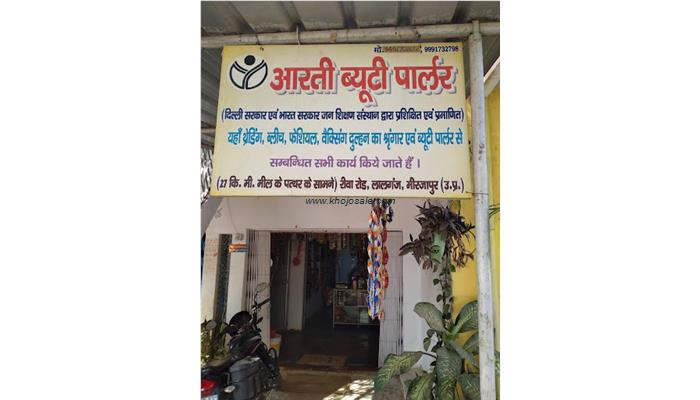 मो. 9991732798
आरती ब्यूटी पार्लर
(दिल्ली सरकार एवं भारत सरकार जन शिक्षण संस्थान द्वारा प्रशिक्षित एवं प्रमाणित)
यहाँ थ्रेडिंग, ब्लीच, फेशियल, वैक्सिंग दुल्हन का श्रृंगार एवं ब्यूटी पार्लर से
सम्बन्धित सभी कार्य किये जाते हैं ।
(27 कि. मी. मील के पत्थर के सामने) रीवा रोड, लालगंज, मीरजापुर (उ.प्र.)
www.khojosale.com